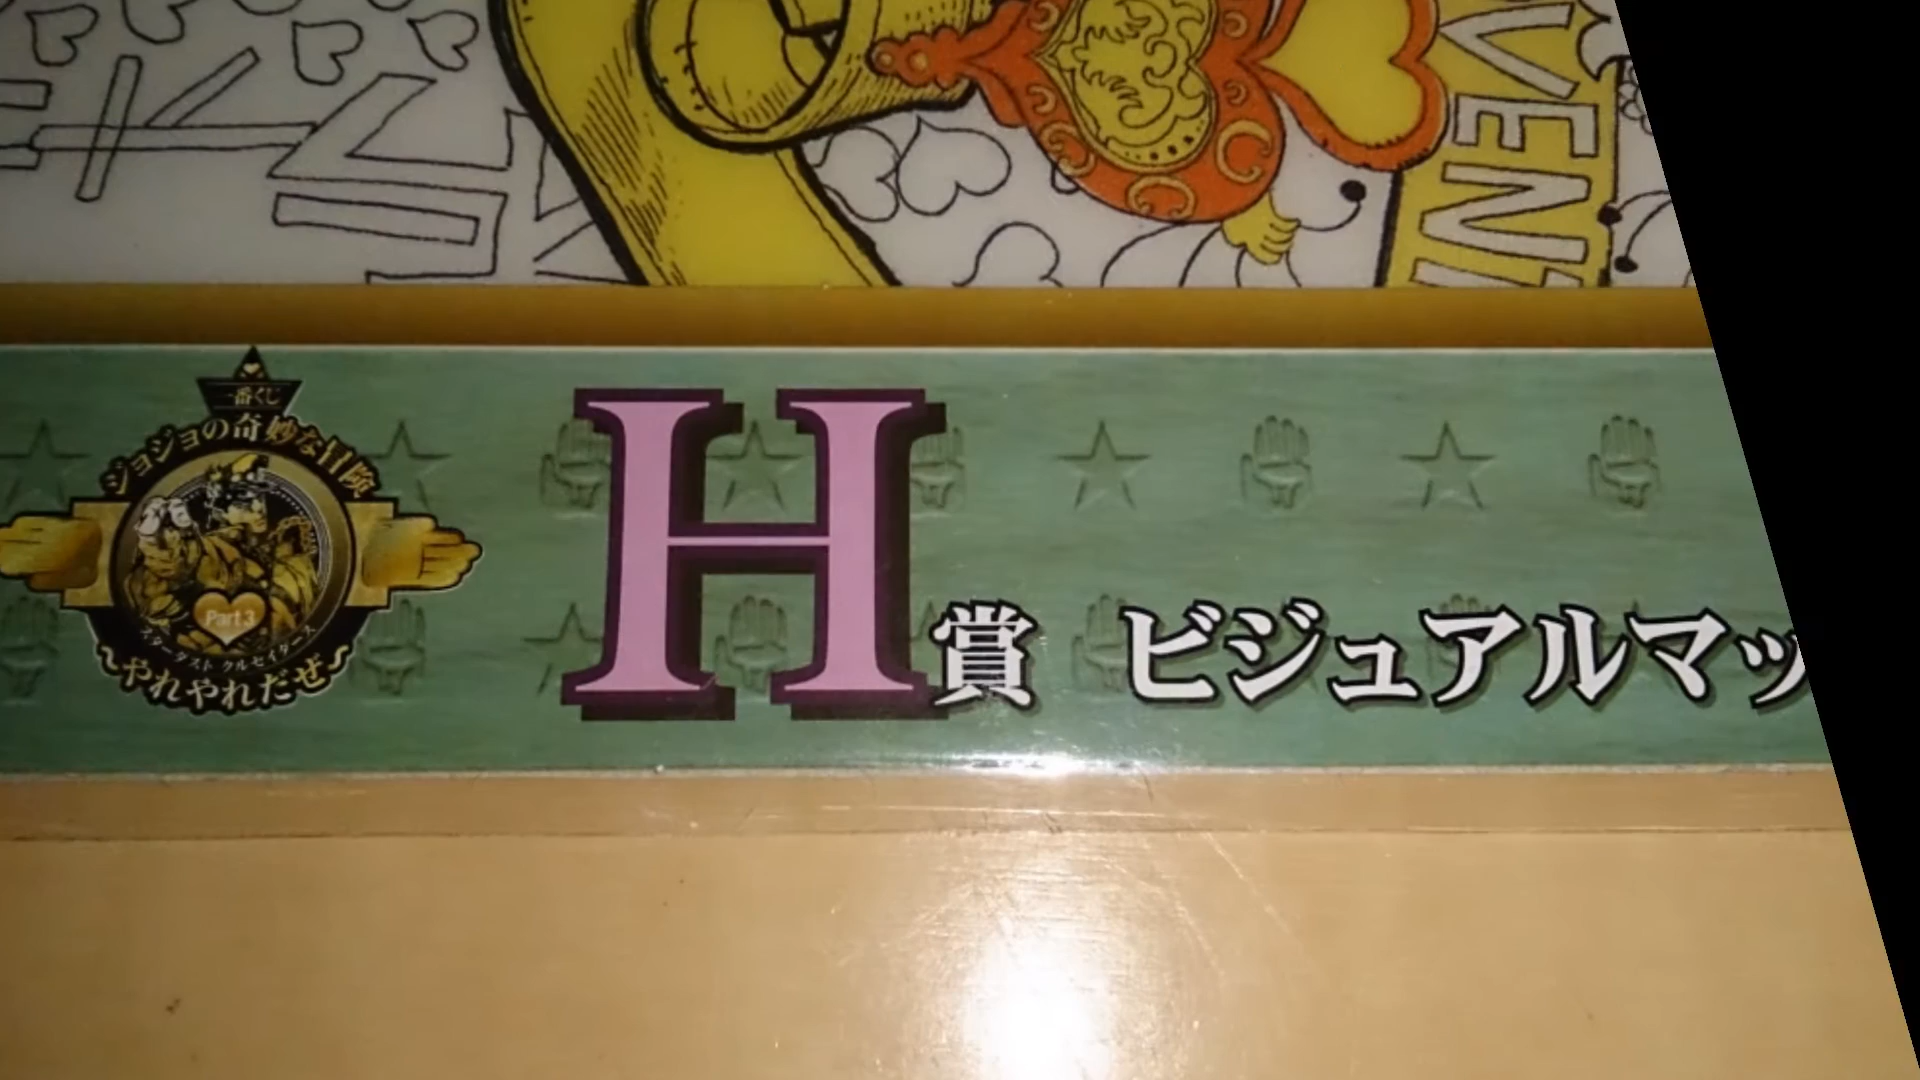 VEN
一番くじ
ジョジョの奇妙な冒険
Part3
スターダスト クルセイダース
やれやれだぜ
H賞 ビジュアルマッ